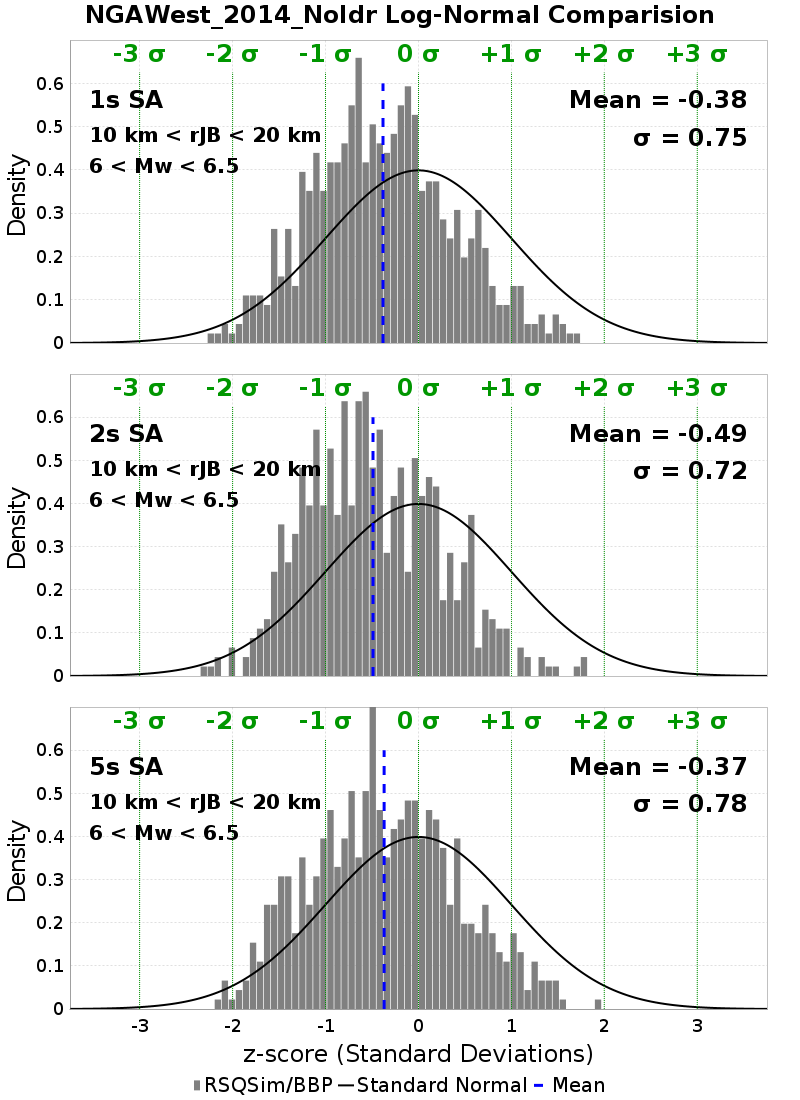 NGAWest_2014_NoIdr Log-Normal Comparision
-3 σ -2 σ -1 σ 0 σ +1 σ +2 σ +3 σ
1s SA
Mean = -0.38
10 km < rJB < 20 km
σ = 0.75
6 < Mw < 6.5
Density
0.6
0.5
0.4
0.3
0.2
0.1
0
-3 σ -2 σ -1 σ 0 σ +1 σ +2 σ +3 σ
2s SA
Mean = -0.49
10 km < rJB < 20 km
σ = 0.72
6 < Mw < 6.5
Density
0.6
0.5
0.4
0.3
0.2
0.1
0
-3 σ -2 σ -1 σ 0 σ +1 σ +2 σ +3 σ
5s SA
Mean = -0.37
10 km < rJB < 20 km
σ = 0.78
6 < Mw < 6.5
Density
0.6
0.5
0.4
0.3
0.2
0.1
0
-3 -2 -1 0 1 2 3
z-score (Standard Deviations)
RSQSim/BBP Standard Normal Mean